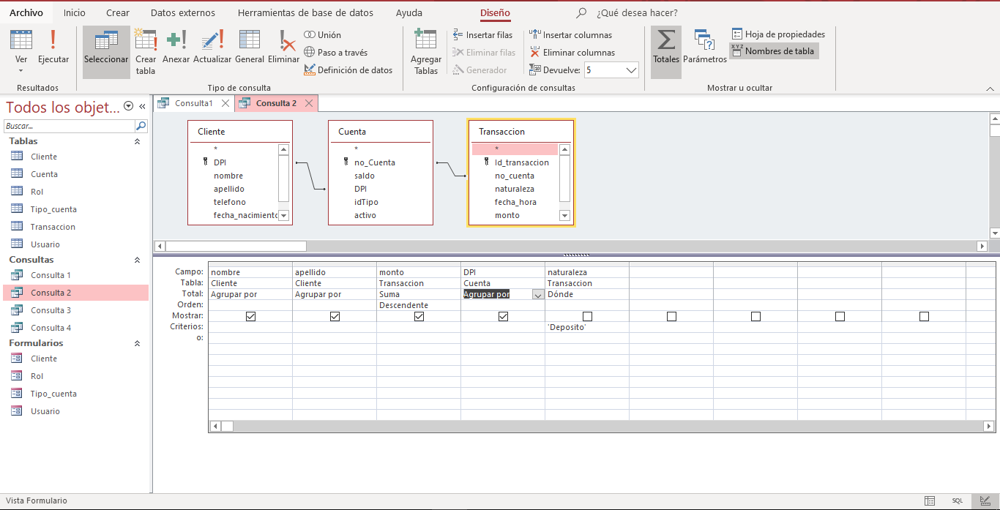 Archivo Inicio Crear Datos externos Herramientas de base de datos Ayuda Diseño ¿Qué desea hacer?
Ver
Ejecutar
Resultados
Seleccionar
Crear tabla
Anexar
Actualizar
General
Eliminar
Unión
Paso a través
Definición de datos
Tipo de consulta
Agregar Tablas
Insertar filas
Eliminar filas
Generador
Insertar columnas
Eliminar columnas
Devuelve: 5
Configuración de consultas
Totales
Parámetros
Hoja de propiedades
XYZ Nombres de tabla
Mostrar u ocultar
Todos los objet... «
Buscar...
Tablas
Cliente
Cuenta
Rol
Tipo_cuenta
Transaccion
Usuario
Consultas
Consulta 1
Consulta 2
Consulta 3
Consulta 4
Formularios
Cliente
Rol
Tipo_cuenta
Usuario
Consulta1 Consulta 2
Cliente
*
DPI
nombre
apellido
telefono
fecha_nacimiento
Cuenta
*
no_Cuenta
saldo
DPI
idTipo
activo
Transaccion
*
Id_transaccion
no_cuenta
naturaleza
fecha_hora
monto
Campo: nombre apellido monto DPI naturaleza
Tabla: Cliente Cliente Transaccion Cuenta Transaccion
Total: Agrupar por Agrupar por Suma Agrupar por Dónde
Orden: Descendente
Mostrar:
Criterios: 'Deposito'
o:
Vista Formulario SQL